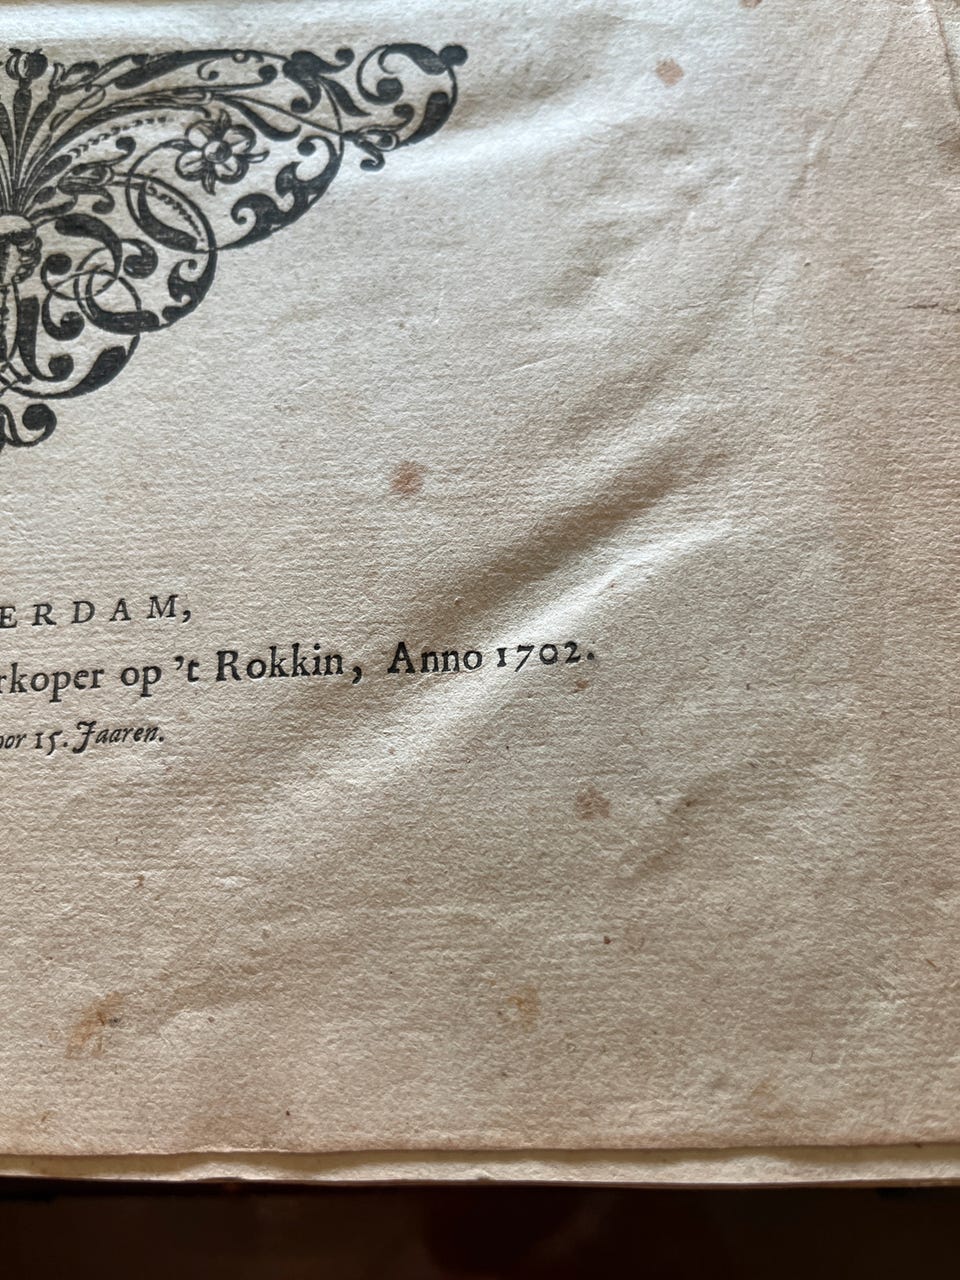 ERDAM,
rkoper op 't Rokkin, Anno 1702.
oor 15. Jaaren.